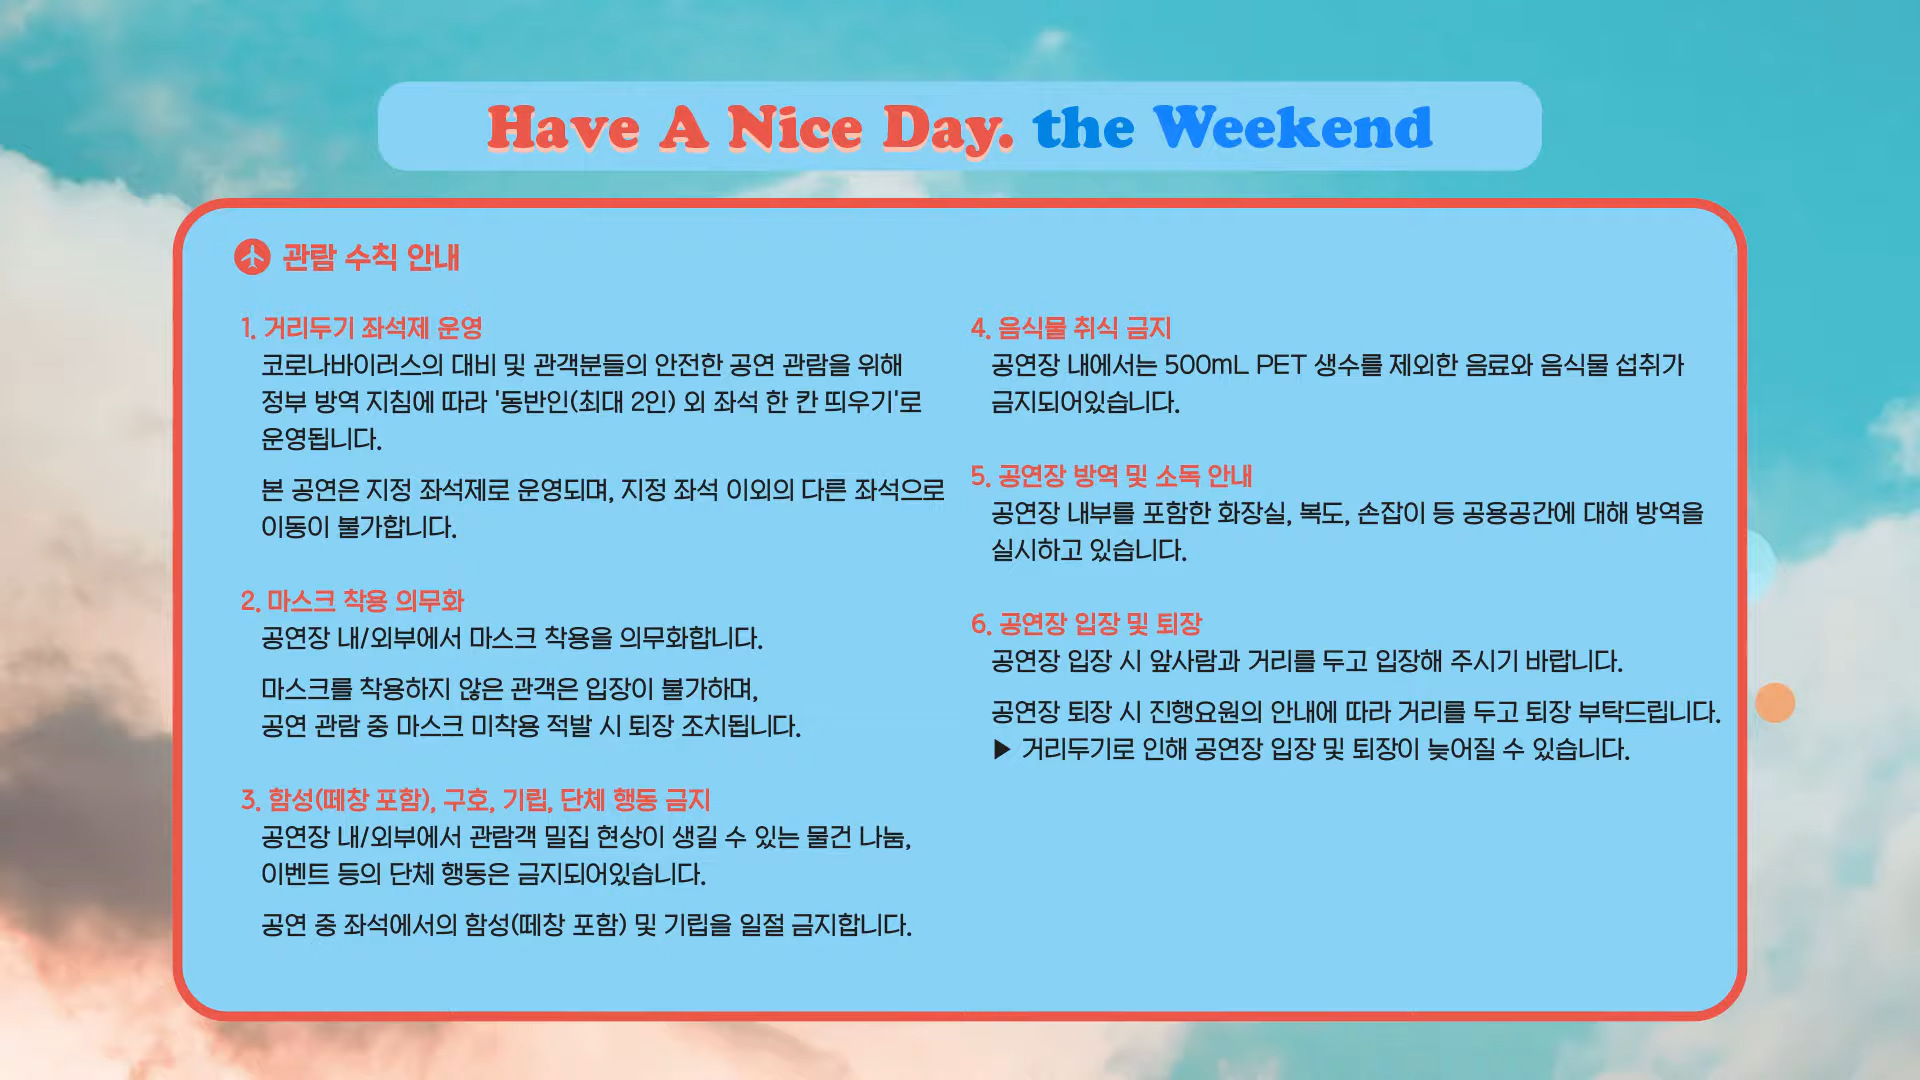 Have A Nice Day. the Weekend
관람 수칙 안내
1. 거리두기 좌석제 운영
코로나바이러스의 대비 및 관객분들의 안전한 공연 관람을 위해
정부 방역 지침에 따라 '동반인(최대 2인) 외 좌석 한 칸 띄우기'로
운영됩니다.
본 공연은 지정 좌석제로 운영되며, 지정 좌석 이외의 다른 좌석으로
이동이 불가합니다.
2. 마스크 착용 의무화
공연장 내/외부에서 마스크 착용을 의무화합니다.
마스크를 착용하지 않은 관객은 입장이 불가하며,
공연 관람 중 마스크 미착용 적발 시 퇴장 조치됩니다.
3. 함성(떼창 포함), 구호, 기립, 단체 행동 금지
공연장 내/외부에서 관람객 밀집 현상이 생길 수 있는 물건 나눔,
이벤트 등의 단체 행동은 금지되어있습니다.
공연 중 좌석에서의 함성(떼창 포함) 및 기립을 일절 금지합니다.
4. 음식물 취식 금지
공연장 내에서는 500mL PET 생수를 제외한 음료와 음식물 섭취가
금지되어있습니다.
5. 공연장 방역 및 소독 안내
공연장 내부를 포함한 화장실, 복도, 손잡이 등 공용공간에 대해 방역을
실시하고 있습니다.
6. 공연장 입장 및 퇴장
공연장 입장 시 앞사람과 거리를 두고 입장해 주시기 바랍니다.
공연장 퇴장 시 진행요원의 안내에 따라 거리를 두고 퇴장 부탁드립니다.
▶ 거리두기로 인해 공연장 입장 및 퇴장이 늦어질 수 있습니다.